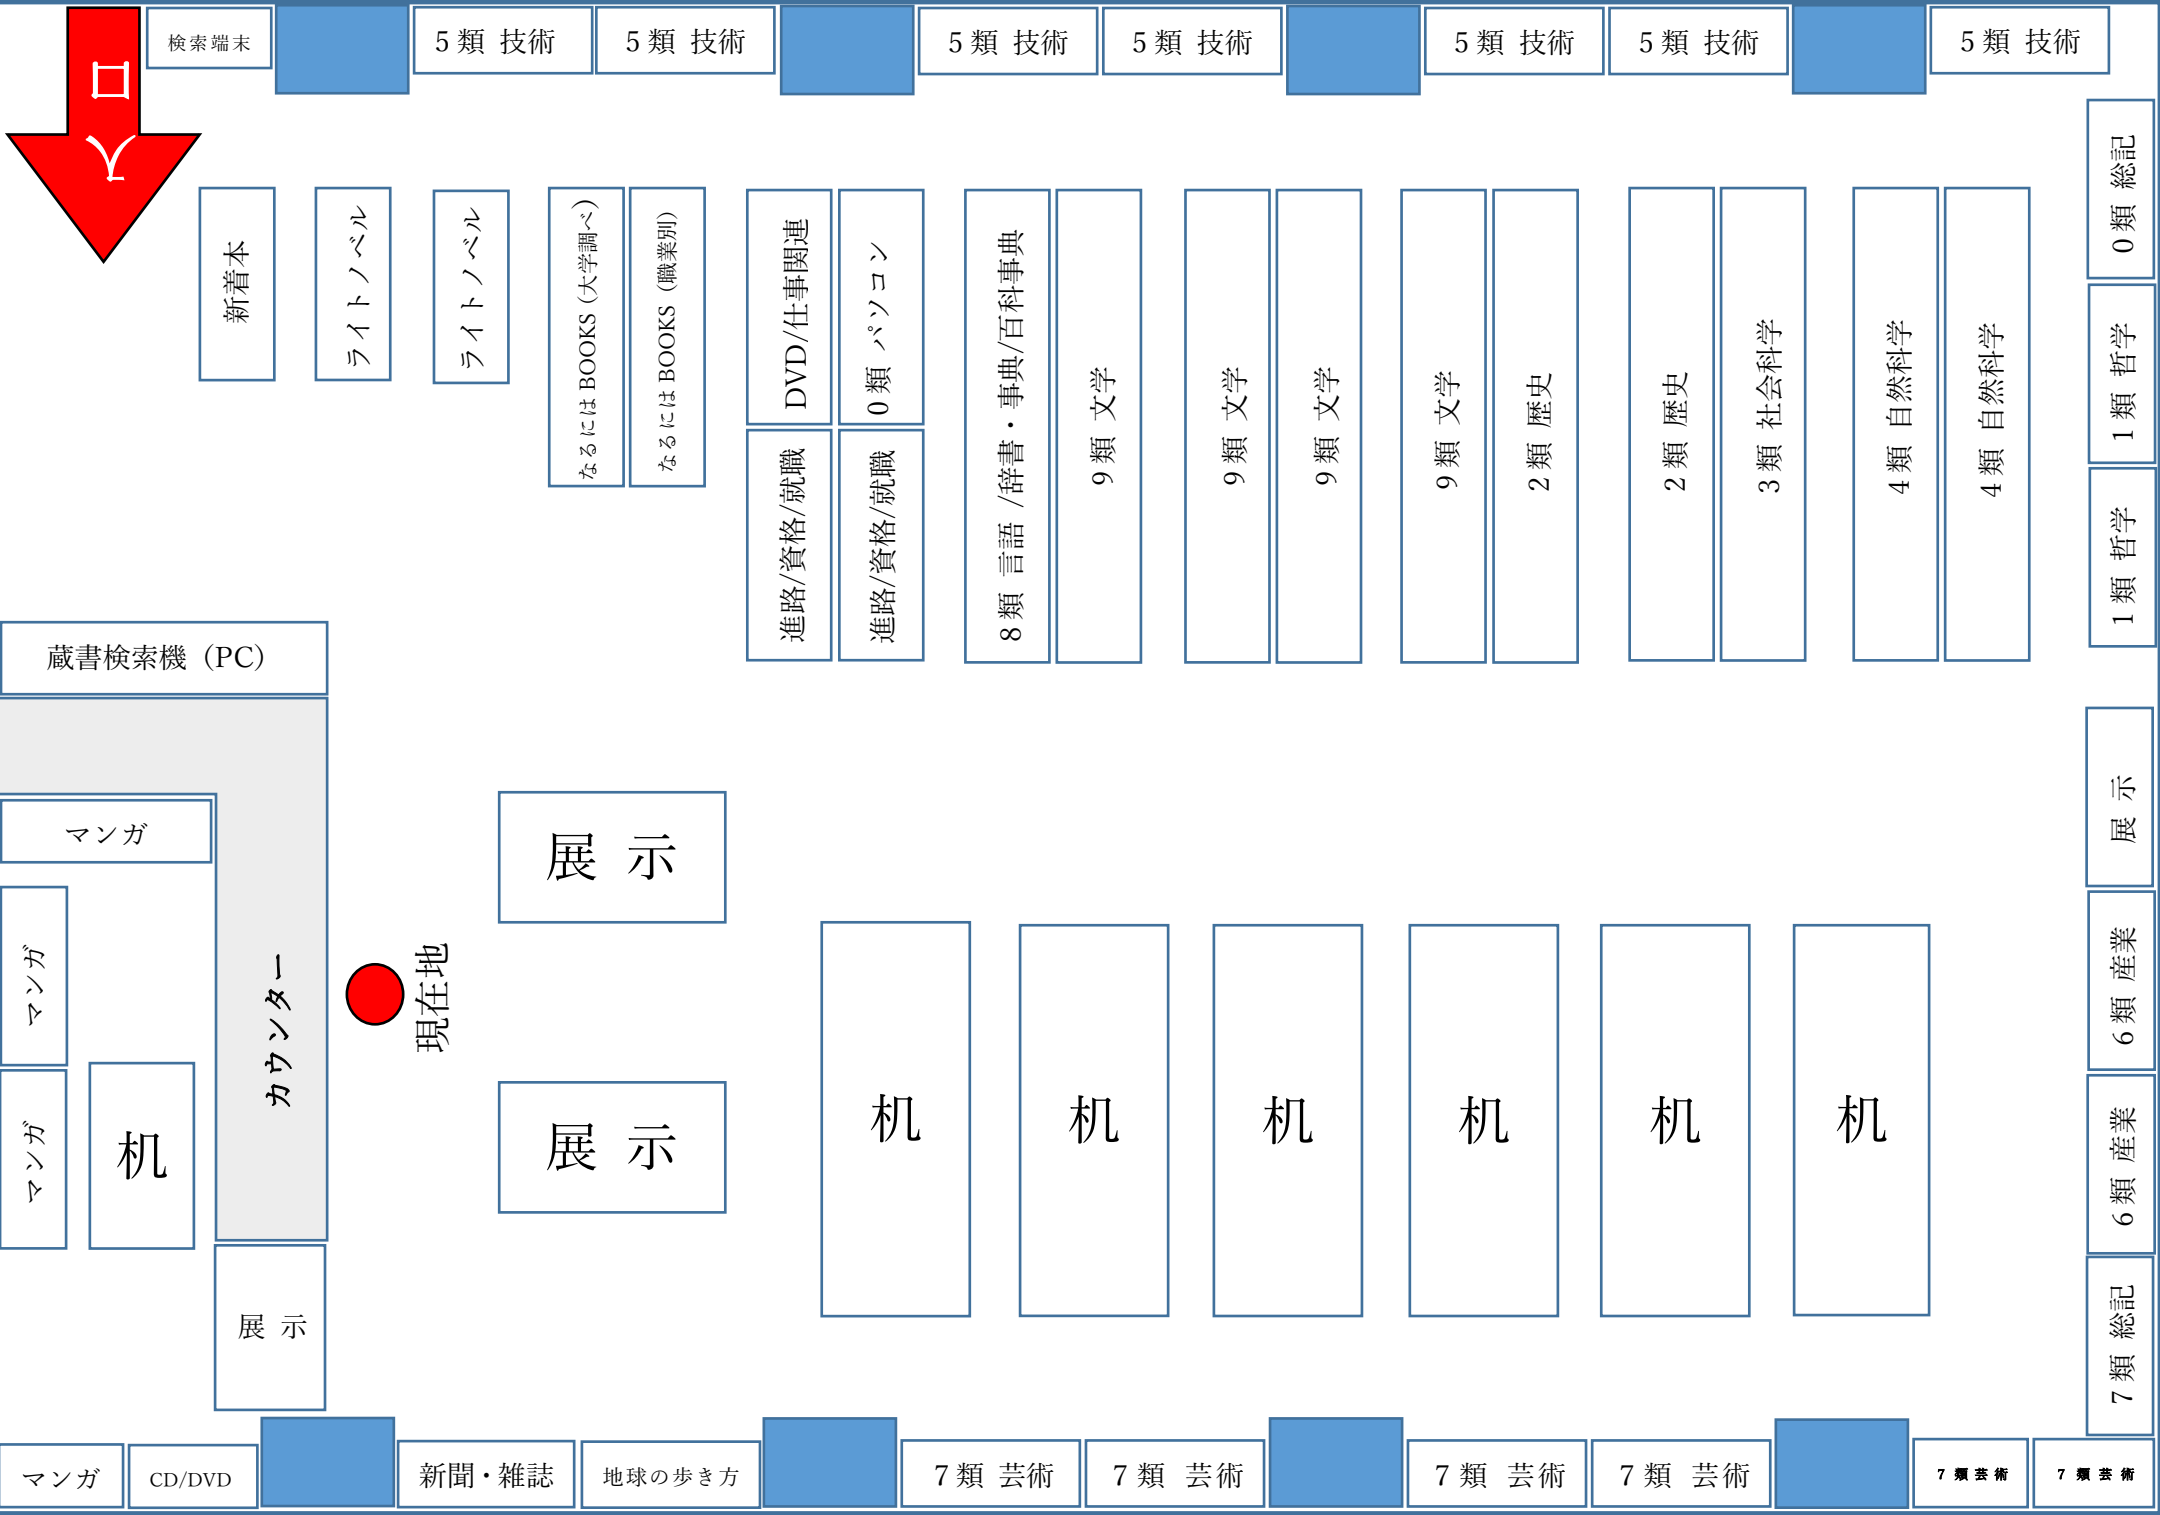 入口
検索端末
5類 技術
5類 技術
5類 技術
5類 技術
5類 技術
5類 技術
5類 技術
新着本
ライトノベル
ライトノベル
なるにはBOOKS（大学調べ）
なるにはBOOKS（職業別）
DVD/仕事関連
0類 パソコン
進路/資格/就職
進路/資格/就職
8類 言語 /辞書・事典/百科事典
9類 文学
9類 文学
9類 文学
9類 文学
2類 歴史
2類 歴史
3類 社会科学
4類 自然科学
4類 自然科学
0類 総記
1類 哲学
1類 哲学
蔵書検索機（PC）
カウンター
マンガ
マンガ
マンガ
机
現在地
展 示
展 示
机
机
机
机
机
机
展 示
6類 産業
6類 産業
7類 総記
展 示
マンガ
CD/DVD
新聞・雑誌
地球の歩き方
7類 芸術
7類 芸術
7類 芸術
7類 芸術
7類芸術
7類芸術